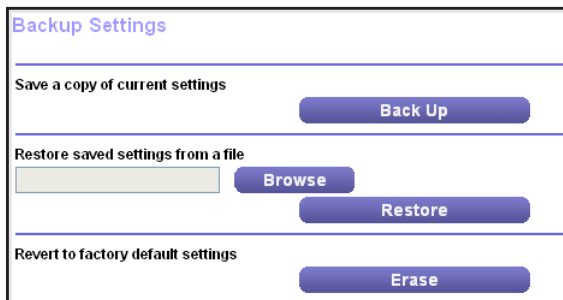 Backup Settings
Save a copy of current settings
Back Up
Restore saved settings from a file
Browse
Restore
Revert to factory default settings
Erase